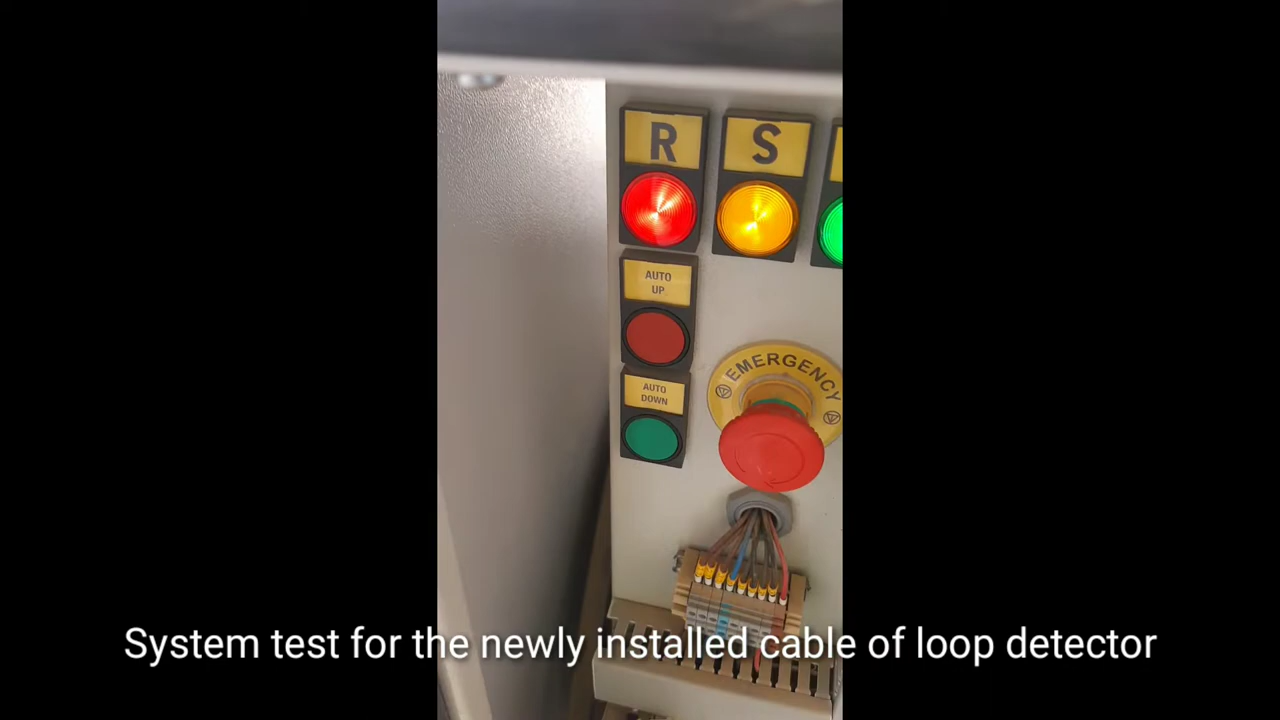 R
S
AUTO
UP
EMERGENCY
AUTO
DOWN
System test for the newly installed cable of loop detector